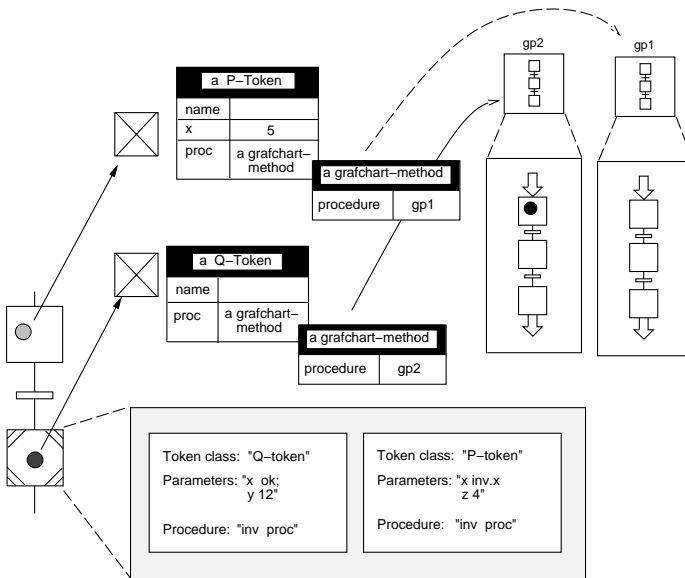 gp2
gp1
a P−Token
name
x 5
proc a grafchart−
method
a grafchart−method
procedure gp1
a Q−Token
name
proc a grafchart−
method
a grafchart−method
procedure gp2
Token class: "Q−token"
Parameters: "x ok;
y 12"
Procedure: "inv proc"
Token class: "P−token"
Parameters: "x inv.x
z 4"
Procedure: "inv proc"